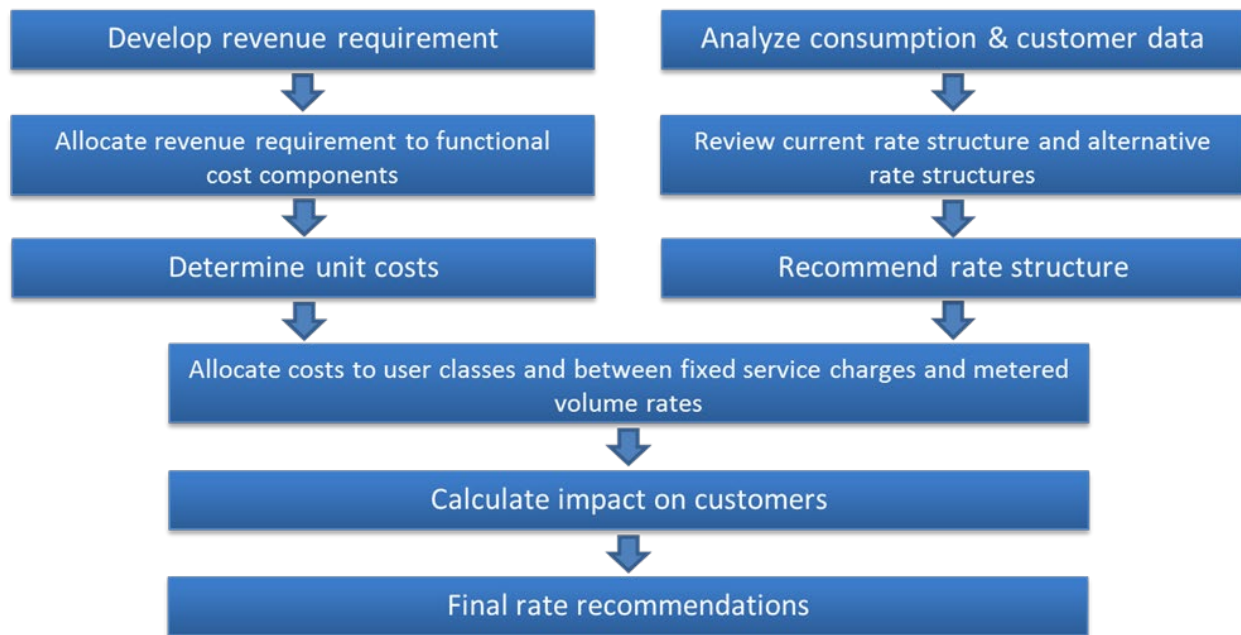 Develop revenue requirement
Analyze consumption & customer data
Allocate revenue requirement to functional
cost components
Review current rate structure and alternative
rate structures
Determine unit costs
Recommend rate structure
Allocate costs to user classes and between fixed service charges and metered
volume rates
Calculate impact on customers
Final rate recommendations